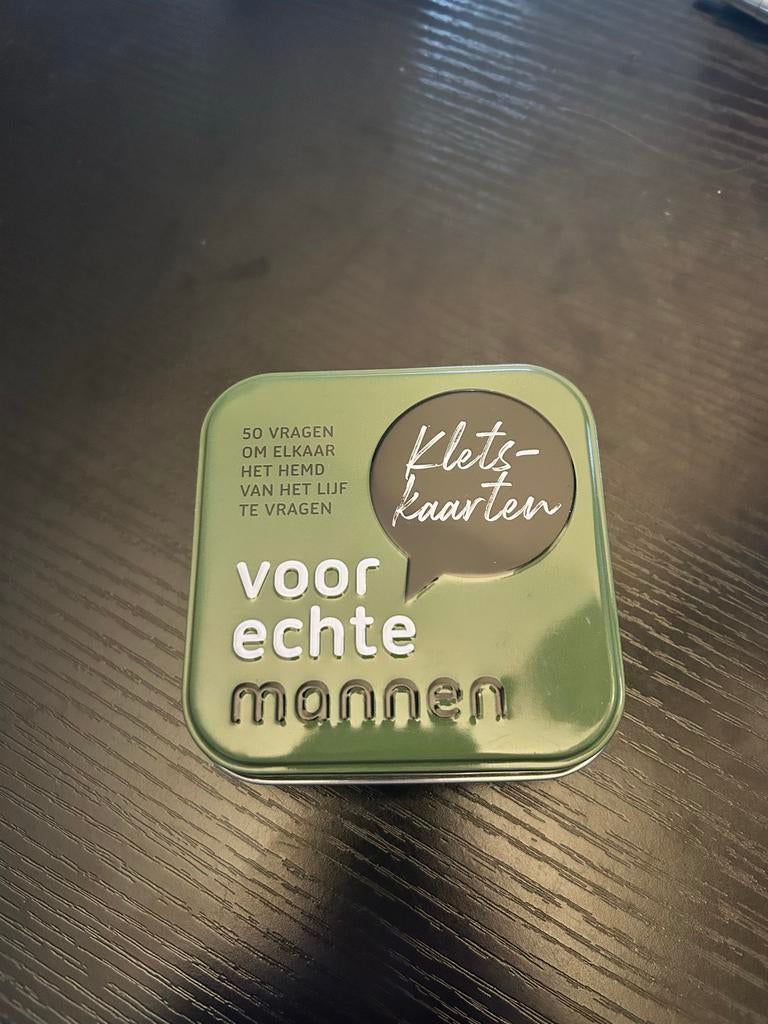 50 VRAGEN
OM ELKAAR
HET HEMD
VAN HET LIJF
TE VRAGEN
Klets-
kaarten
voor
echte
mannen